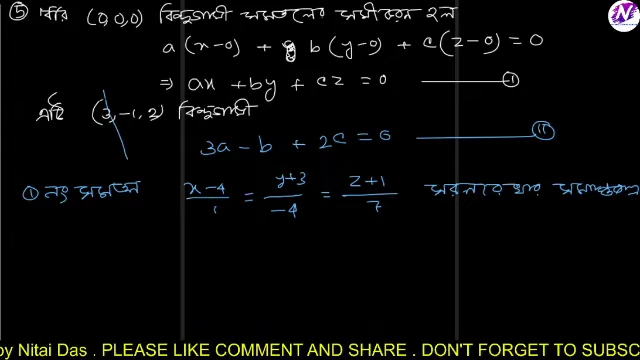 ⑤ ধরি (0,0,0) বিন্দুগামী সমতলের সমীকরণ হল
a(x-0) + b(y-0) + c(z-0) = 0
⇒ ax + by + cz = 0 ———①
এটি (3,-1,2) বিন্দুগামী
3a - b + 2c = 0 ———Ⓘ︎Ⓘ︎
① নং সমতল (x-4)/1 = (y+3)/-4 = (z+1)/7 সরলরেখার সমান্তরাল
N
by Nitai Das . PLEASE LIKE COMMENT AND SHARE . DON'T FORGET TO SUBSC